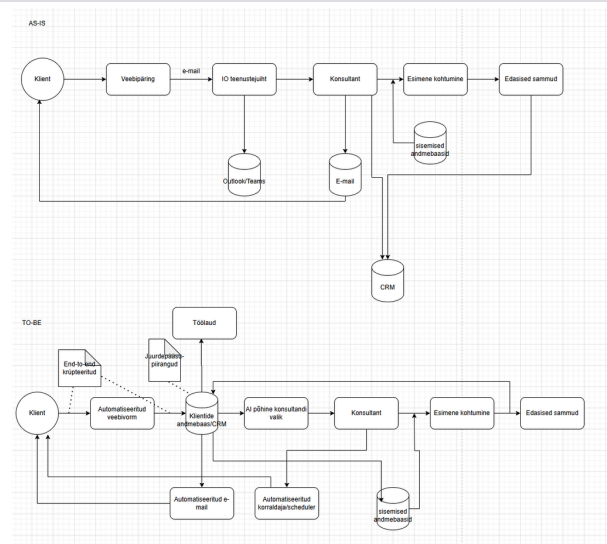 AS-IS
e-mail
Klient
Veebipäring
IO teenustejuht
Konsultant
Esimene kohtumine
Edasised sammud
sisemised
andmebaasid
Outlook/Teams
E-mail
CRM
TO-BE
Töölaud
End-to-end
krüpteeritud
Juurdepääsu-
piirangud
Klient
Automatiseeritud
veebivorm
Klientide
andmebaas/CRM
AI põhine konsultandi
valik
Konsultant
Esimene kohtumine
Edasised sammud
Automatiseeritud e-
mail
Automatiseeritud
korraldaja/scheduler
sisemised
andmebaasid